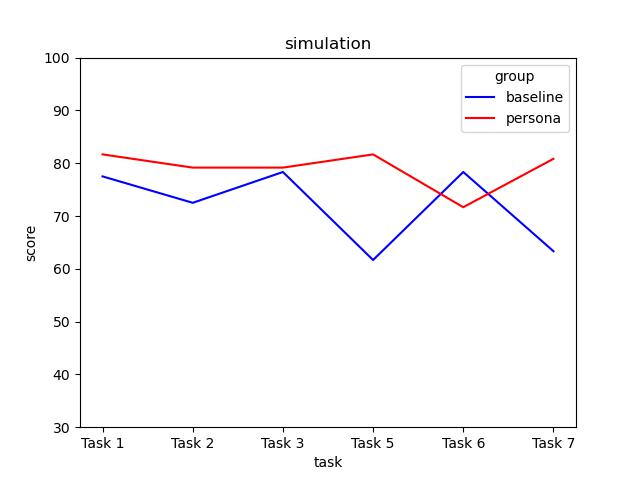 simulation
100
90
80
70
60
50
40
30
score
group
baseline
persona
Task 1
Task 2
Task 3
Task 5
Task 6
Task 7
task